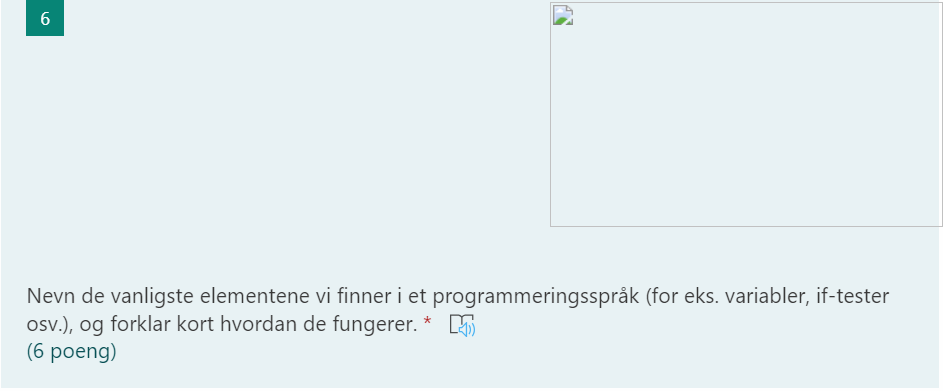 6
Nevn de vanligste elementene vi finner i et programmeringsspråk (for eks. variabler, if-tester
osv.), og forklar kort hvordan de fungerer. *
(6 poeng)